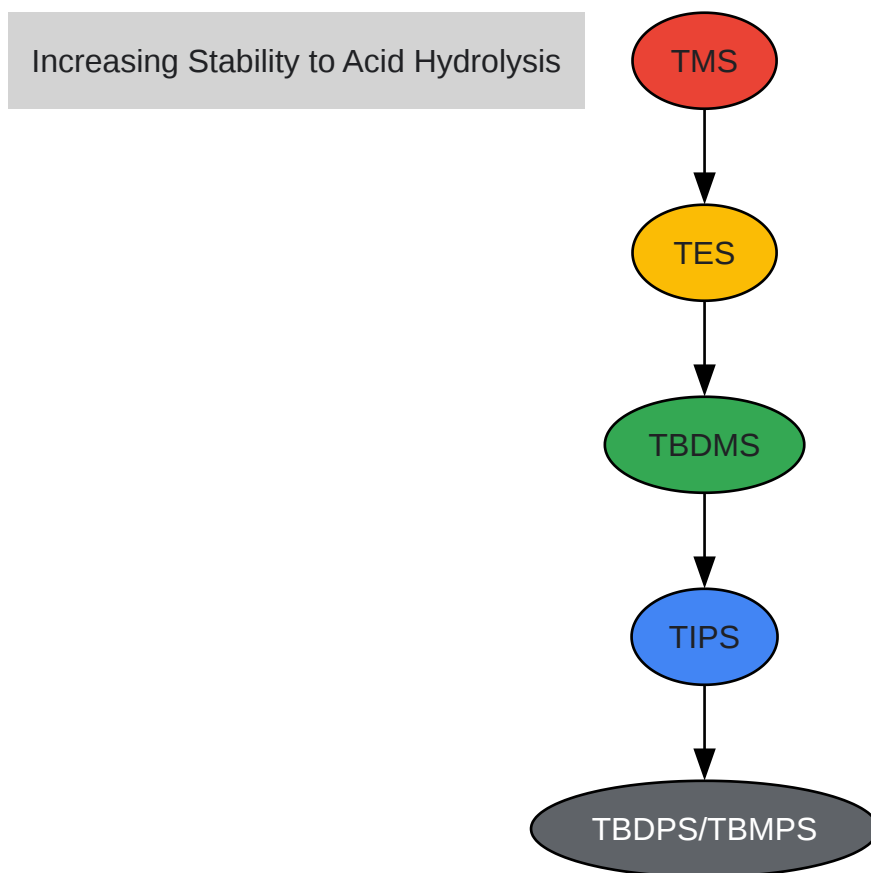 Increasing Stability to Acid Hydrolysis
TMS
TES
TBDMS
TIPS
TBDPS/TBMPS